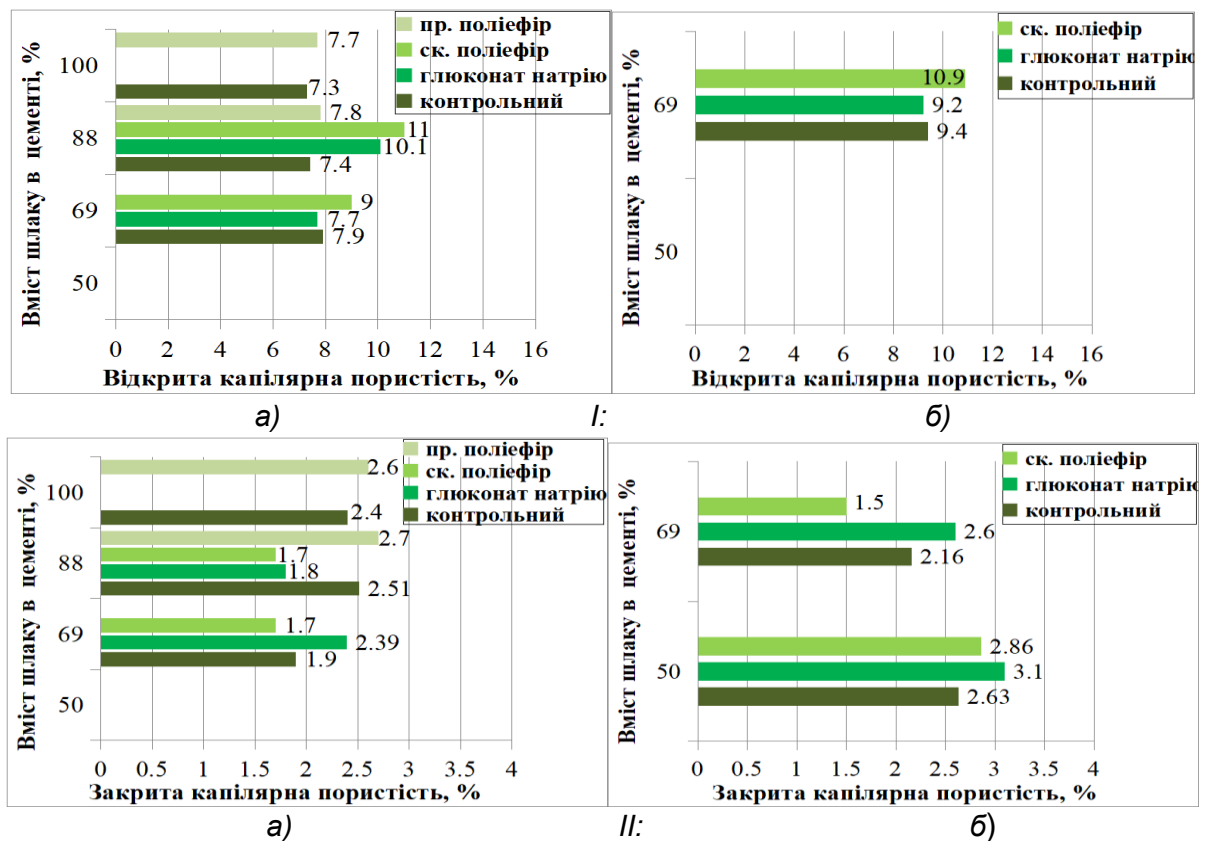 пр. поліефір
ск. поліефір
глюконат натрію
контрольний
Вміст шлаку в цементі, %
100
88
69
50
7.7
7.3
7.8
11
10.1
7.4
9
7.7
7.9
0 2 4 6 8 10 12 14 16
Відкрита капілярна пористість, %
ск. поліефір
глюконат натрію
контрольний
Вміст шлаку в цементі, %
69
50
10.9
9.2
9.4
0 2 4 6 8 10 12 14 16
Відкрита капілярна пористість, %
а) I: б)
пр. поліефір
ск. поліефір
глюконат натрію
контрольний
Вміст шлаку в цементі, %
100
88
69
50
2.6
2.4
2.7
1.7
1.8
2.51
1.7
2.39
1.9
0 0.5 1 1.5 2 2.5 3 3.5 4
Закрита капілярна пористість, %
ск. поліефір
глюконат натрію
контрольний
Вміст шлаку в цементі, %
69
50
1.5
2.6
2.16
2.86
3.1
2.63
0 0.5 1 1.5 2 2.5 3 3.5 4
Закрита капілярна пористість, %
а) II: б)